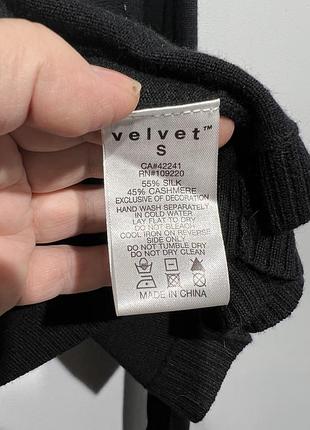 velvet™
S
CA#42241
RN#109220
55% SILK
45% CASHMERE
EXCLUSIVE OF DECORATION
HAND WASH SEPARATELY
IN COLD WATER
LAY FLAT TO DRY
DO NOT BLEACH
COOL IRON ON REVERSE
SIDE ONLY
DO NOT TUMBLE DRY
DO NOT DRY CLEAN
MADE IN CHINA